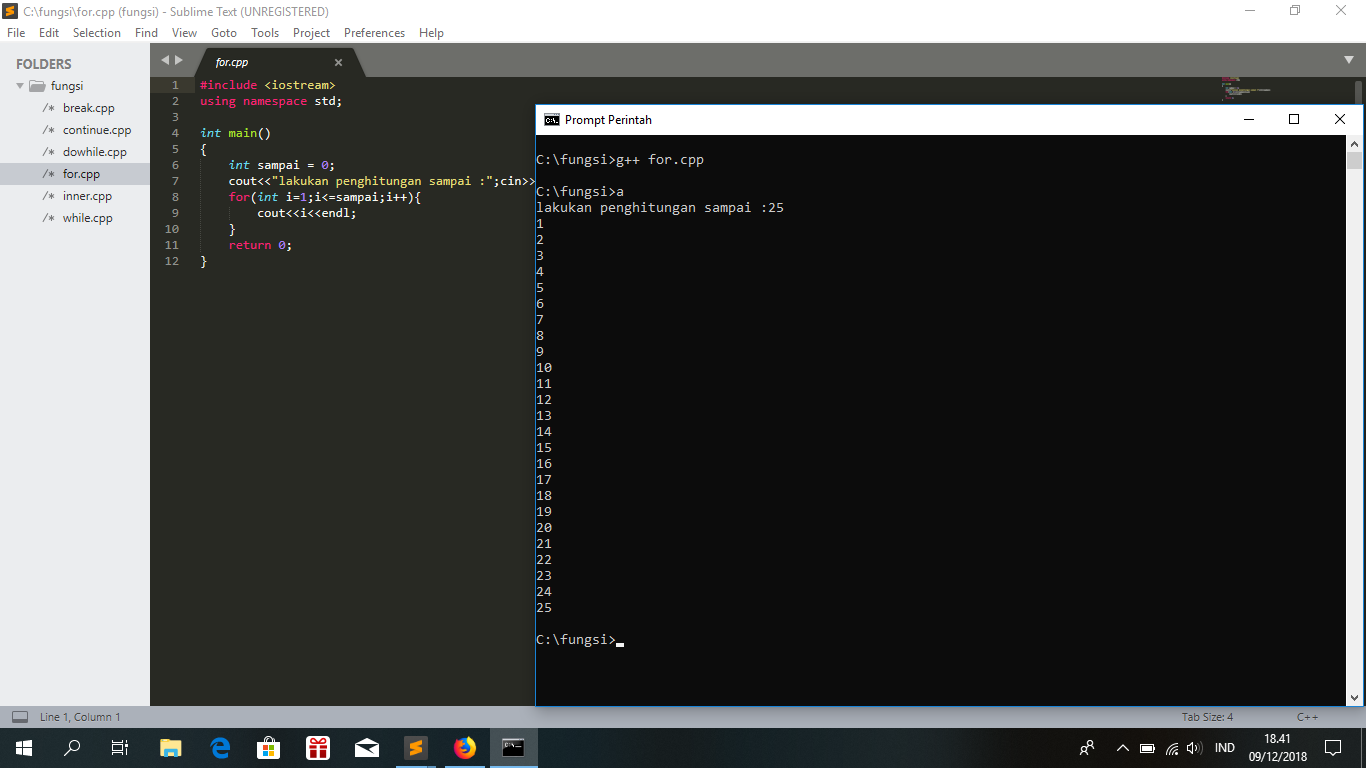 C:\fungsi\for.cpp (fungsi) - Sublime Text (UNREGISTERED)
File Edit Selection Find View Goto Tools Project Preferences Help
FOLDERS
fungsi
/* break.cpp
/* continue.cpp
/* dowhile.cpp
/* for.cpp
/* inner.cpp
/* while.cpp
for.cpp
1 #include <iostream>
2 using namespace std;
3
4 int main()
5 {
6 int sampai = 0;
7 cout<<"lakukan penghitungan sampai :";cin>>
8 for(int i=1;i<=sampai;i++){
9 cout<<i<<endl;
10 }
11 return 0;
12 }
Prompt Perintah
C:\fungsi>g++ for.cpp
C:\fungsi>a
lakukan penghitungan sampai :25
1
2
3
4
5
6
7
8
9
10
11
12
13
14
15
16
17
18
19
20
21
22
23
24
25
C:\fungsi>
Line 1, Column 1
Tab Size: 4
C++
IND
18.41
09/12/2018